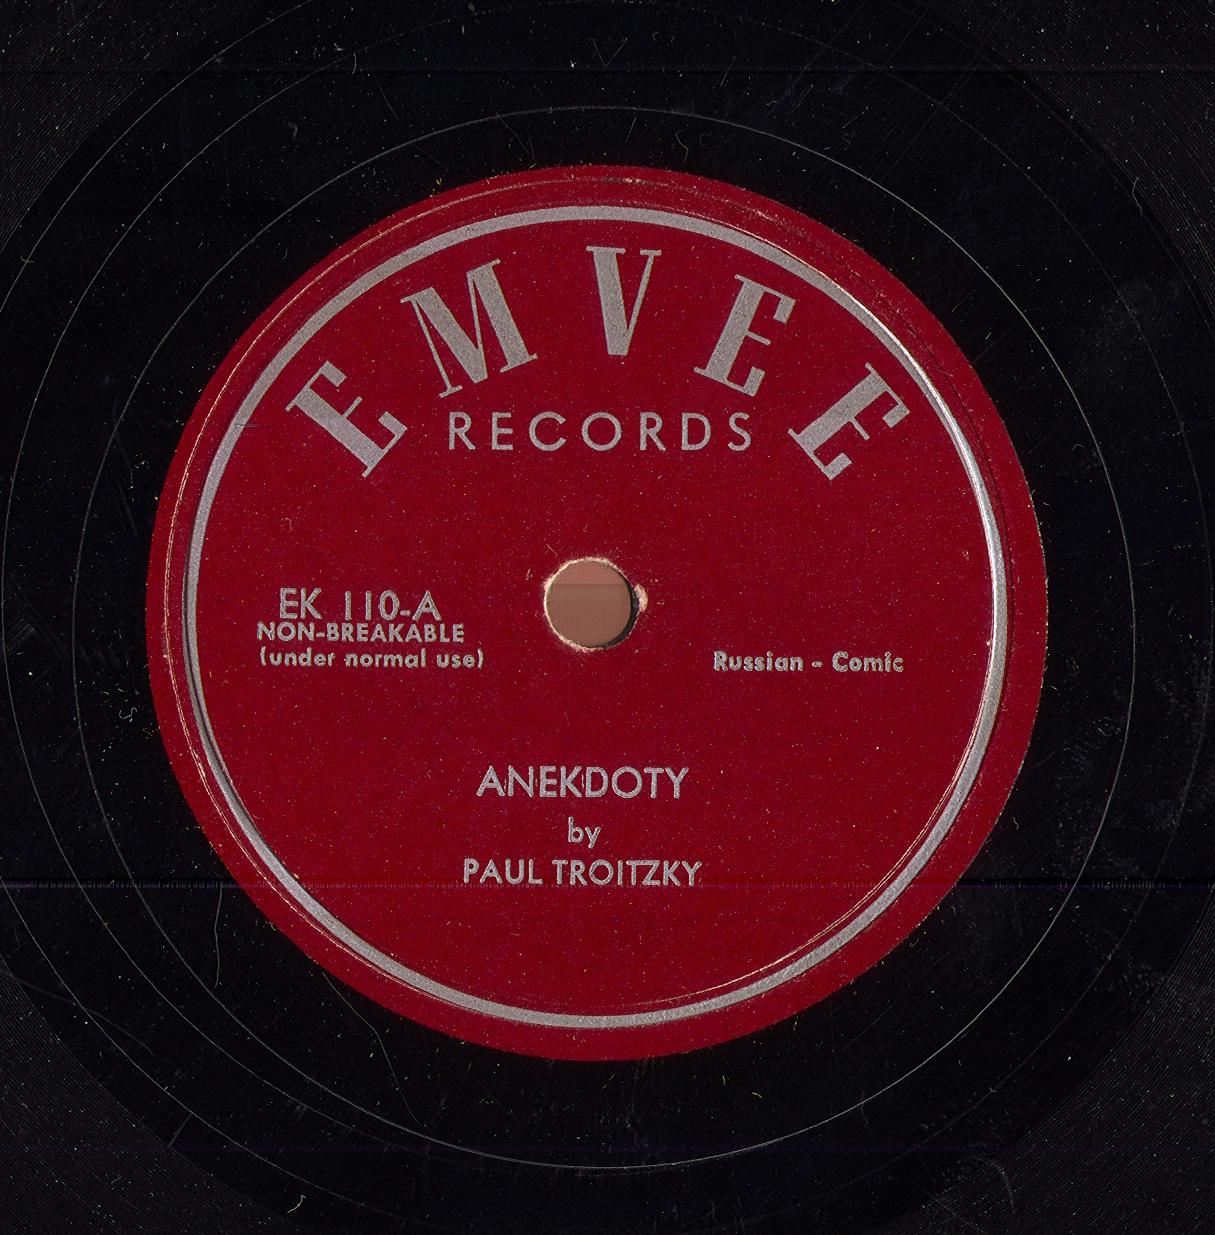 EMVEE
RECORDS
EK 110-A
NON-BREAKABLE
(under normal use)
Russian - Comic
ANEKDOTY
by
PAUL TROITZKY